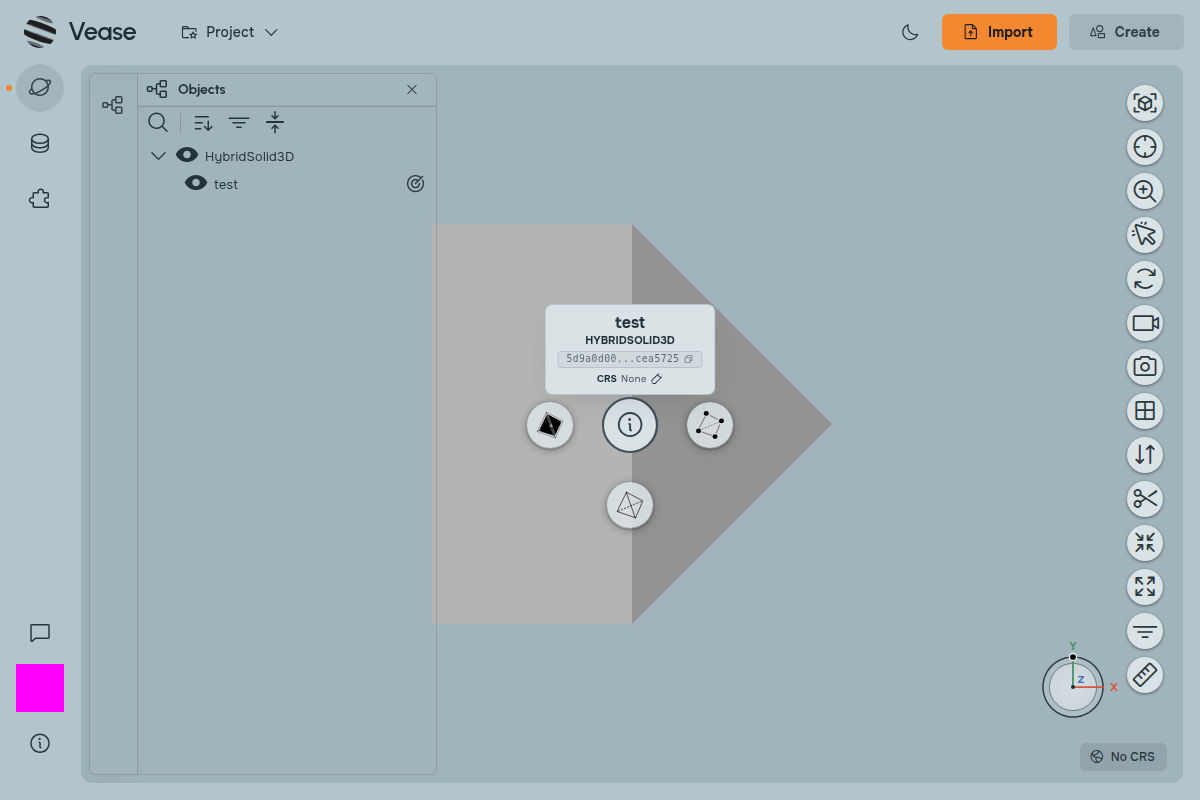 Vease
Project
Import
Create
Objects
HybridSolid3D
test
test
HYBRIDSOLID3D
5d9a0d00...cea5725
CRS None
Y
Z
X
No CRS